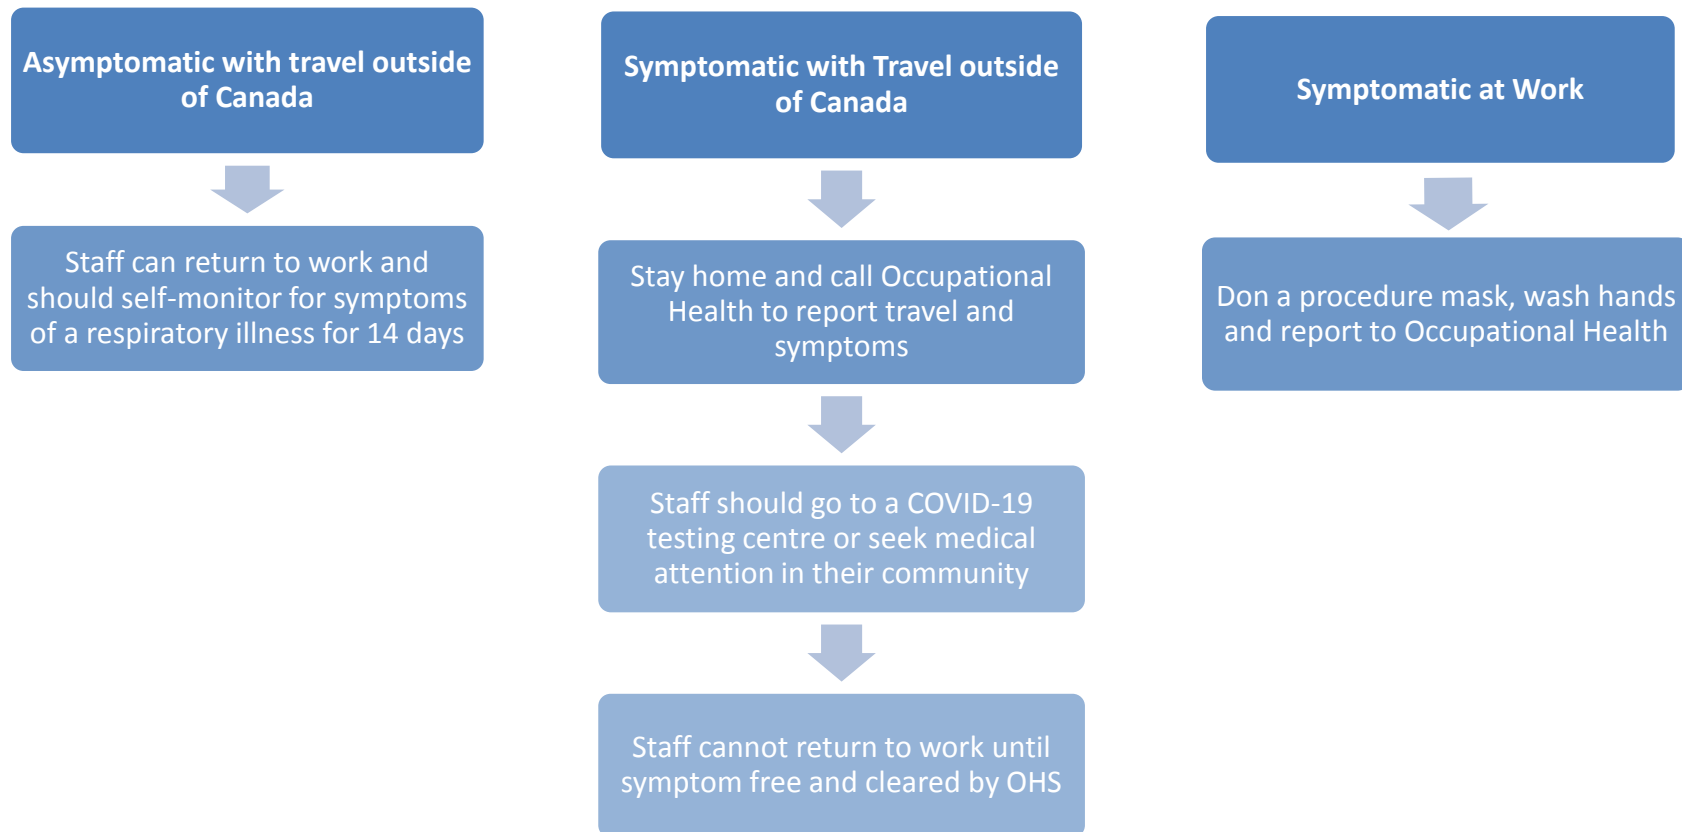 Asymptomatic with travel outside
of Canada
Staff can return to work and
should self-monitor for symptoms
of a respiratory illness for 14 days
Symptomatic with Travel outside
of Canada
Stay home and call Occupational
Health to report travel and
symptoms
Staff should go to a COVID-19
testing centre or seek medical
attention in their community
Staff cannot return to work until
symptom free and cleared by OHS
Symptomatic at Work
Don a procedure mask, wash hands
and report to Occupational Health